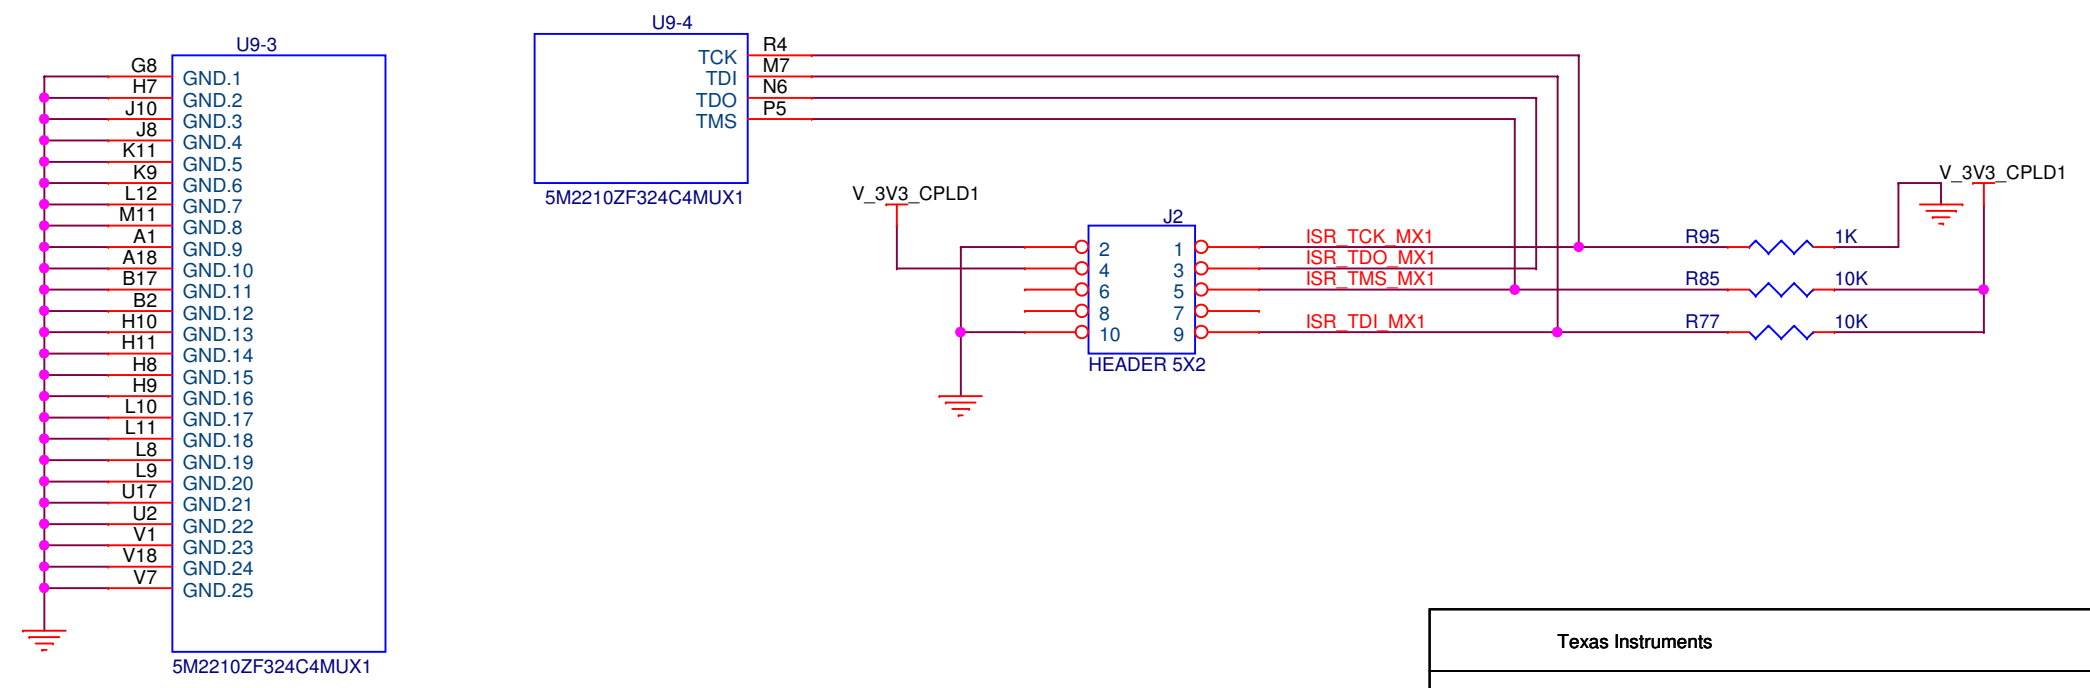 U9-3
G8 GND.1
H7 GND.2
J10 GND.3
J8 GND.4
K11 GND.5
K9 GND.6
L12 GND.7
M11 GND.8
A1 GND.9
A18 GND.10
B17 GND.11
B2 GND.12
H10 GND.13
H11 GND.14
H8 GND.15
H9 GND.16
L10 GND.17
L11 GND.18
L8 GND.19
L9 GND.20
U17 GND.21
U2 GND.22
V1 GND.23
V18 GND.24
V7 GND.25
5M2210ZF324C4MUX1
U9-4
TCK R4
TDI M7
TDO N6
TMS P5
5M2210ZF324C4MUX1
V_3V3_CPLD1
J2
2 1 ISR_TCK_MX1 R95 1K
4 3 ISR_TDO_MX1
6 5 ISR_TMS_MX1 R85 10K
8 7
10 9 ISR_TDI_MX1 R77 10K
HEADER 5X2
V_3V3_CPLD1
Texas Instruments